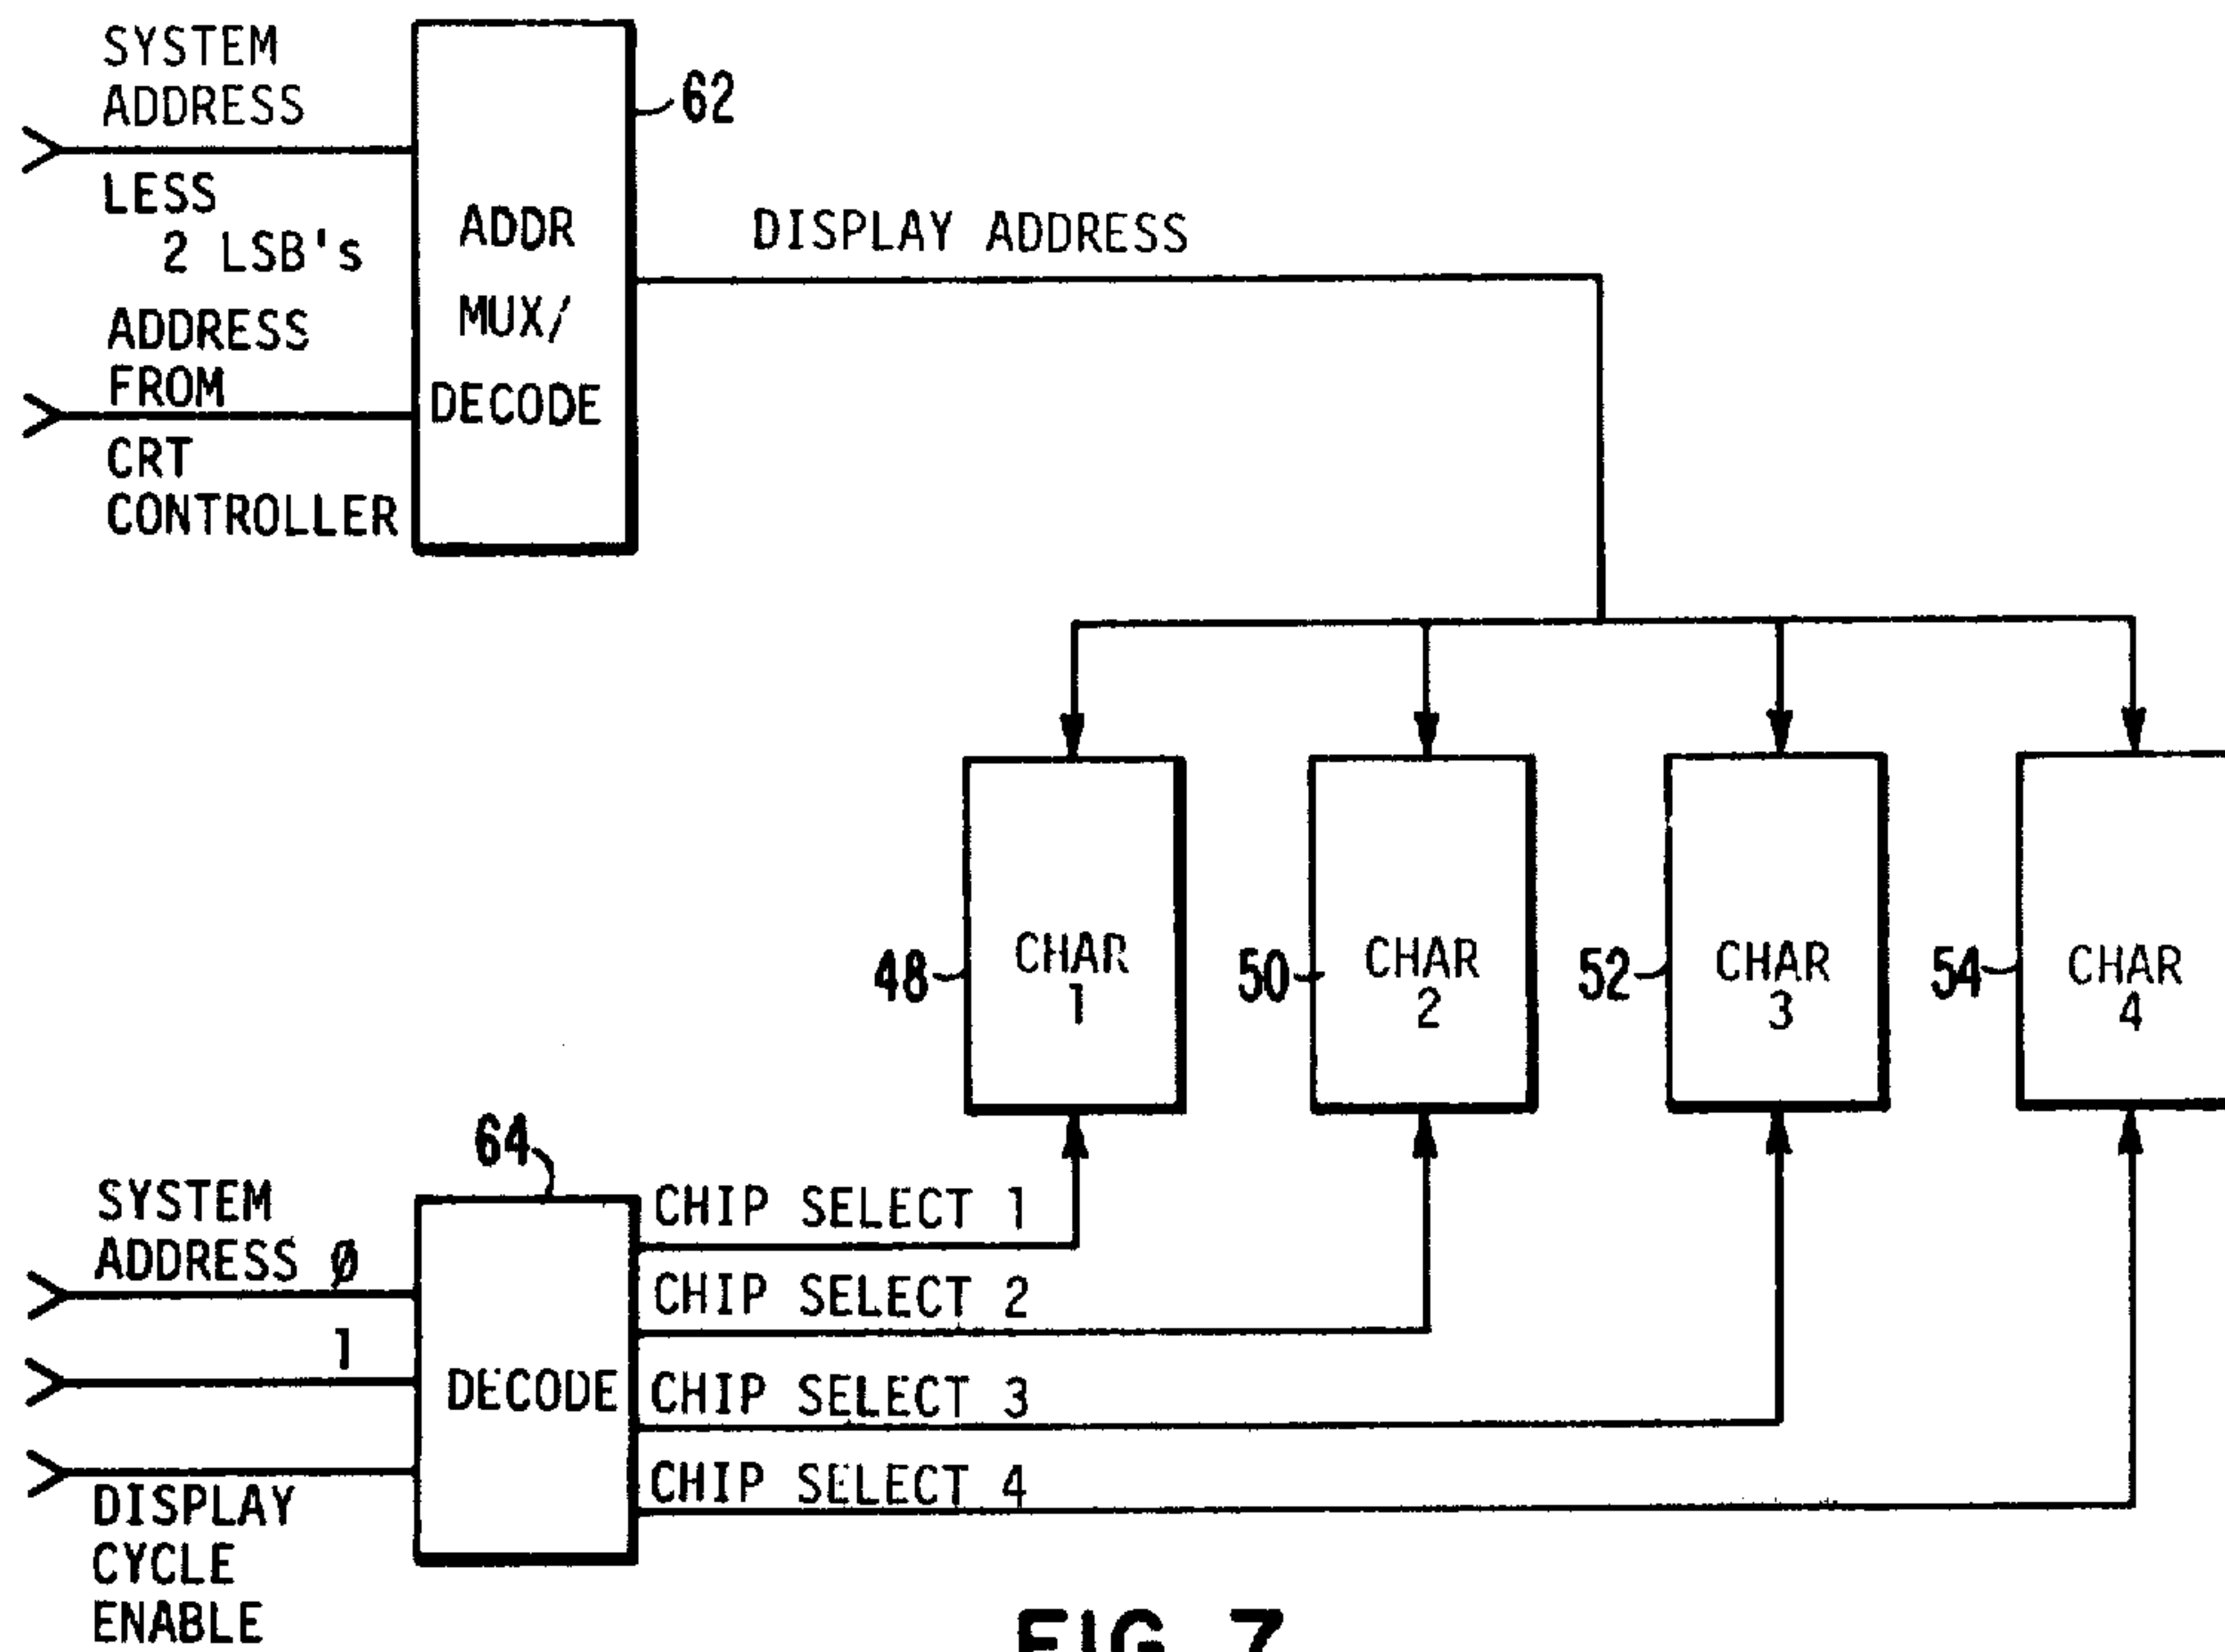 SYSTEM
ADDRESS
LESS
2 LSB's
ADDRESS
FROM
CRT
CONTROLLER
ADDR
MUX/
DECODE
62
DISPLAY ADDRESS
48
CHAR
1
50
CHAR
2
52
CHAR
3
54
CHAR
4
64
SYSTEM
ADDRESS Ø
1
DISPLAY
CYCLE
ENABLE
DECODE
CHIP SELECT 1
CHIP SELECT 2
CHIP SELECT 3
CHIP SELECT 4
FIG 7